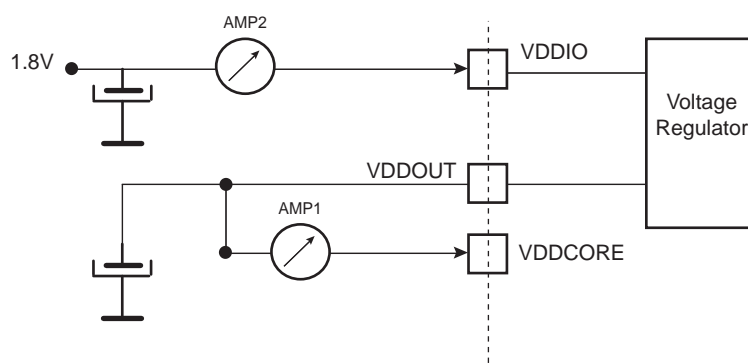 AMP2
1.8V
VDDIO
Voltage
Regulator
VDDOUT
AMP1
VDDCORE